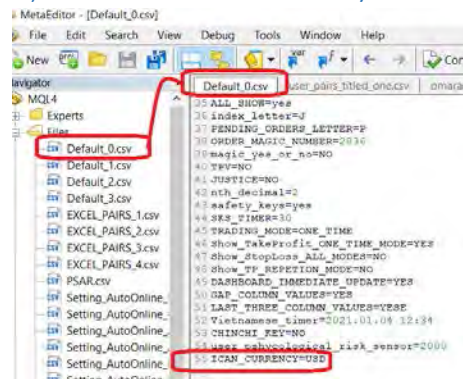 MetaEditor - [Default_0.csv]
File Edit Search View Debug Tools Window Help
New
avigator
MQL4
Experts
Files
Default_0.csv
Default_1.csv
Default_2.csv
Default_3.csv
EXCEL_PAIRS_1.csv
EXCEL_PAIRS_2.csv
EXCEL_PAIRS_3.csv
EXCEL_PAIRS_4.csv
PSAR.csv
Setting_AutoOnline_
Setting_AutoOnline_
Setting_AutoOnline_
Setting_AutoOnline_
Default_0.csv user_pairs_titled_one.csv omara
35 ALL_SHOW=yes
36 index_letter=J
37 PENDING_ORDERS_LETTER=P
38 ORDER_MAGIC_NUMBER=2036
39 magic_yes_or_no=NO
40 TPV=NO
41 JUSTICE=NO
42 nth_decimal=2
43 safety_keys=yes
44 SKS_TIMER=30
45 TRADING_MODE=ONE_TIME
46 Show_TakeProfit_ONE_TIME_MODE=YES
47 Show_StopLoss_ALL_MODES=NO
48 Show_TP_REPETION_MODE=NO
49 DASHBOARD_IMMEDIATE_UPDATE=YES
50 GAP_COLUMN_VALUES=YES
51 LAST_THREE_COLUMN_VALUES=YESE
52 Vietnamese_timer=2021.01.04 12:34
53 CHINCHI_KEY=NO
54 user_pshycological_risk_sensor=2000
55 ICAN_CURRENCY=USD